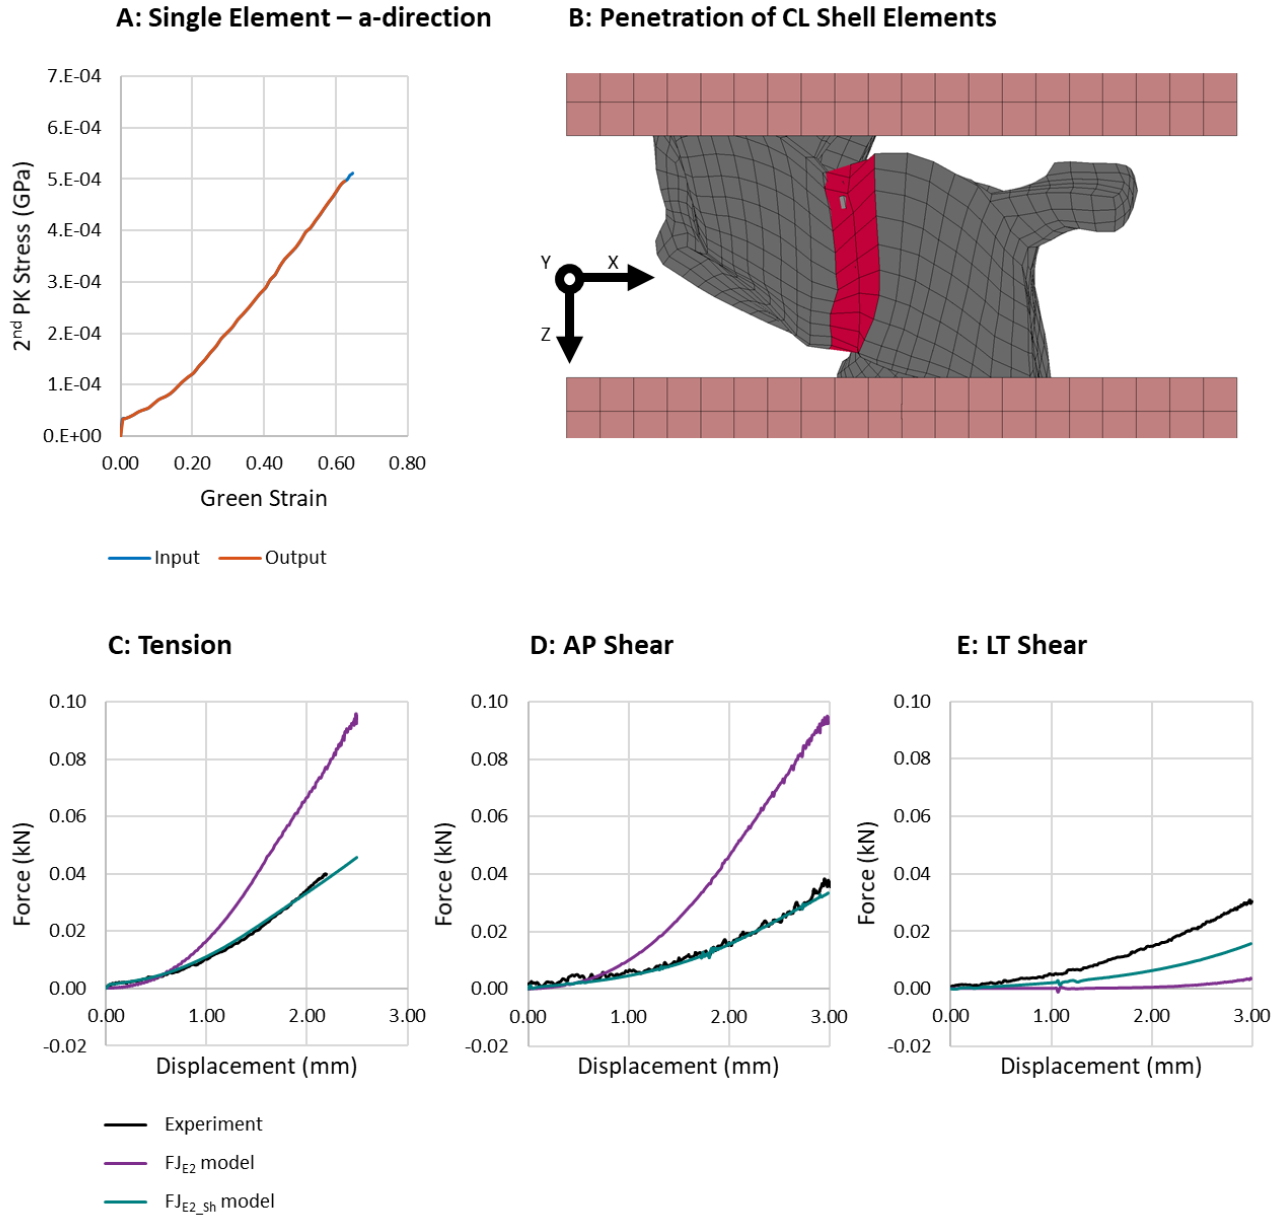 A: Single Element – a-direction
B: Penetration of CL Shell Elements
7.E-04
6.E-04
5.E-04
4.E-04
3.E-04
2.E-04
1.E-04
0.E+00
2nd PK Stress (GPa)
0.00 0.20 0.40 0.60 0.80
Green Strain
Input Output
Y X
Z
C: Tension
0.10
0.08
0.06
0.04
0.02
0.00
-0.02
Force (kN)
0.00 1.00 2.00 3.00
Displacement (mm)
D: AP Shear
0.10
0.08
0.06
0.04
0.02
0.00
-0.02
Force (kN)
0.00 1.00 2.00 3.00
Displacement (mm)
E: LT Shear
0.10
0.08
0.06
0.04
0.02
0.00
-0.02
Force (kN)
0.00 1.00 2.00 3.00
Displacement (mm)
Experiment
FJE2 model
FJE2_Sh model